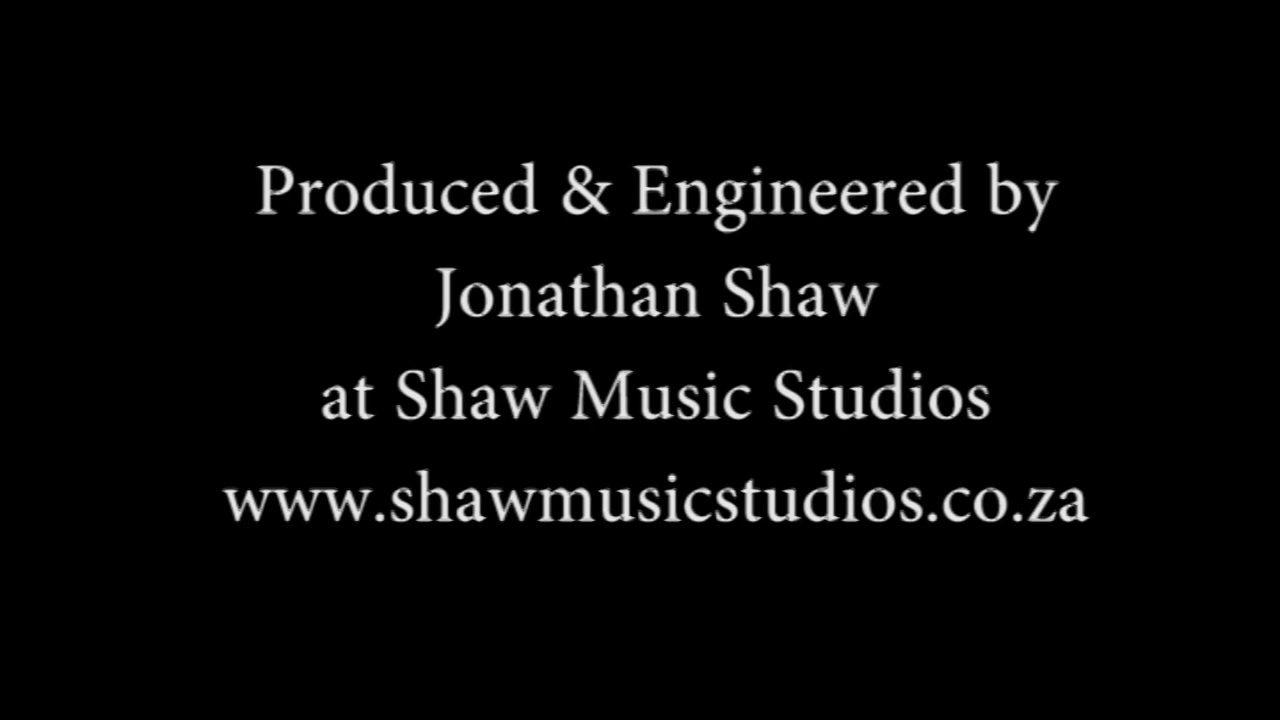 Produced & Engineered by
Jonathan Shaw
at Shaw Music Studios
www.shawmusicstudios.co.za